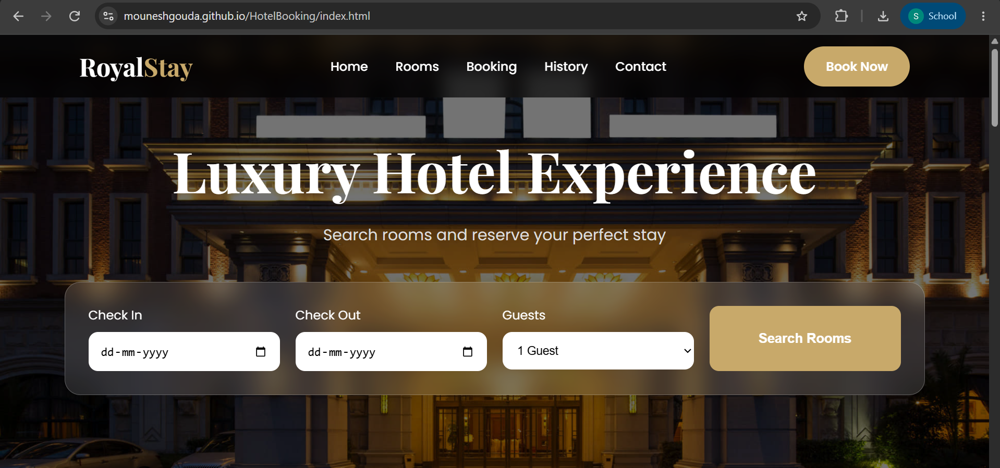 mouneshgouda.github.io/HotelBooking/index.html
S School
RoyalStay
Home Rooms Booking History Contact
Book Now
Luxury Hotel Experience
Search rooms and reserve your perfect stay
Check In
dd-mm-yyyy
Check Out
dd-mm-yyyy
Guests
1 Guest
Search Rooms